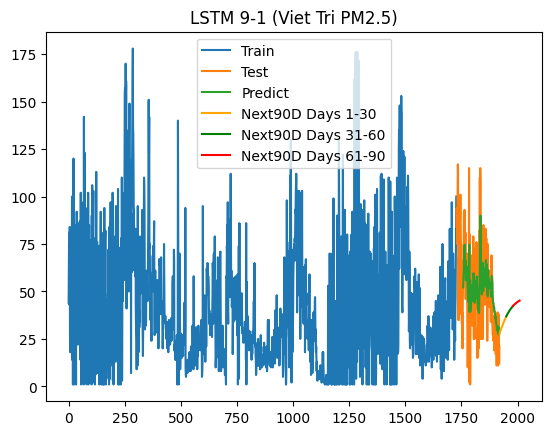 LSTM 9-1 (Viet Tri PM2.5)
Train
Test
Predict
Next90D Days 1-30
Next90D Days 31-60
Next90D Days 61-90
175
150
125
100
75
50
25
0
0 250 500 750 1000 1250 1500 1750 2000